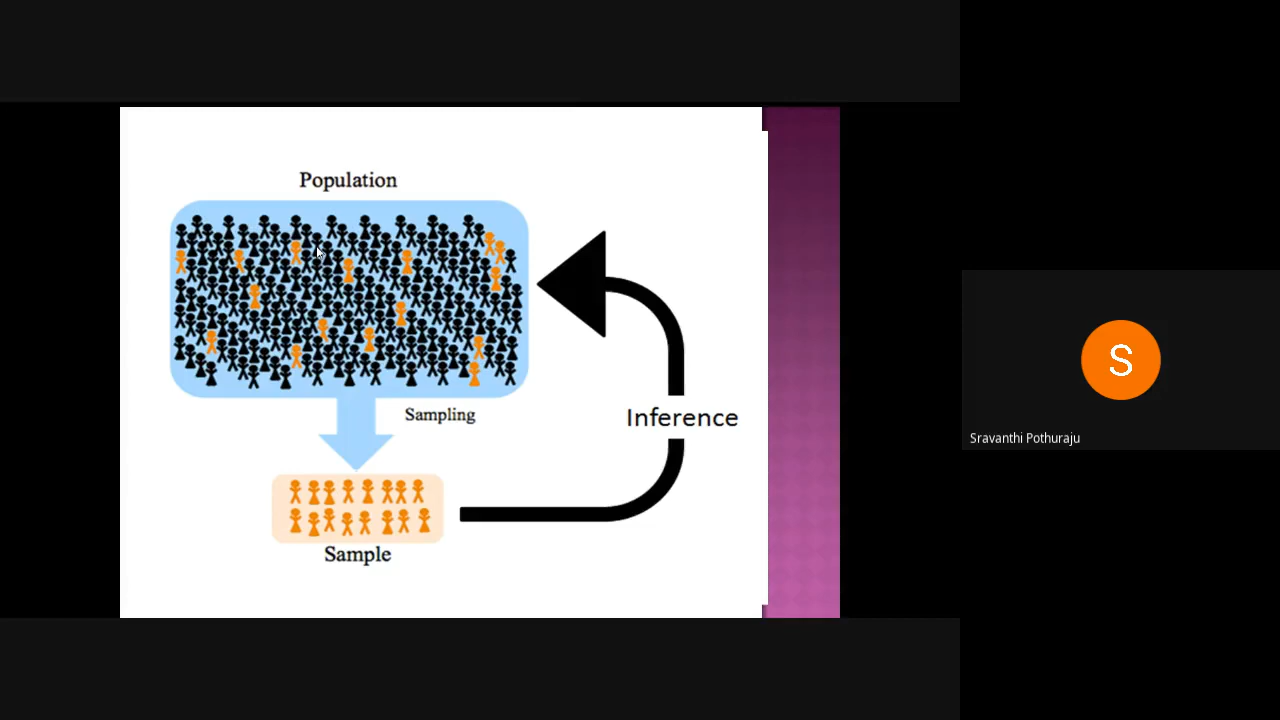 Population
Sampling
Inference
Sample
S
Sravanthi Pothuraju